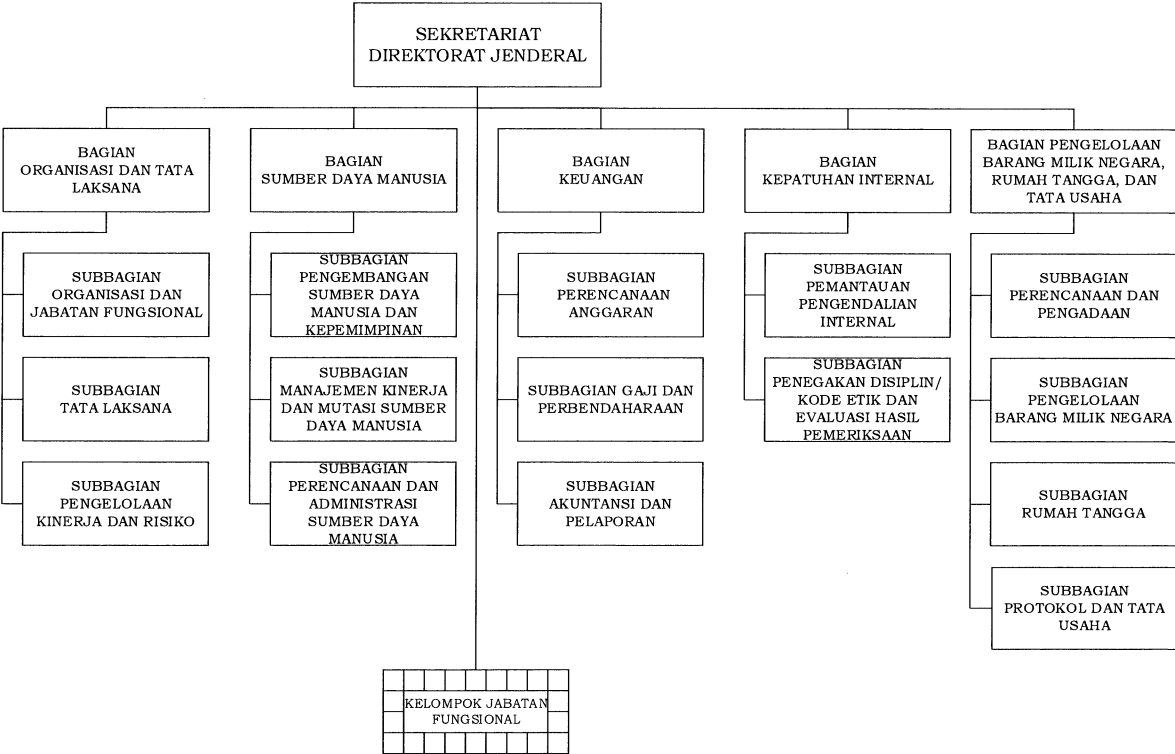 SEKRETARIAT
DIREKTORAT JENDERAL
BAGIAN
ORGANISASI DAN TATA
LAKSANA
BAGIAN
SUMBER DAYA MANUSIA
BAGIAN
KEUANGAN
BAGIAN
KEPATUHAN INTERNAL
BAGIAN PENGELOLAAN
BARANG MILIK NEGARA,
RUMAH TANGGA, DAN
TATA USAHA
SUBBAGIAN
ORGANISASI DAN
JABATAN FUNGSIONAL
SUBBAGIAN
PENGEMBANGAN
SUMBER DAYA
MANUSIA DAN
KEPEMIMPINAN
SUBBAGIAN
PERENCANAAN
ANGGARAN
SUBBAGIAN
PEMANTAUAN
PENGENDALIAN
INTERNAL
SUBBAGIAN
PERENCANAAN DAN
PENGADAAN
SUBBAGIAN
TATA LAKSANA
SUBBAGIAN
MANAJEMEN KINERJA
DAN MUTASI SUMBER
DAYA MANUSIA
SUBBAGIAN GAJI DAN
PERBENDAHARAAN
SUBBAGIAN
PENEGAKAN DISIPLIN/
KODE ETIK DAN
EVALUASI HASIL
PEMERIKSAAN
SUBBAGIAN
PENGELOLAAN
BARANG MILIK NEGARA
SUBBAGIAN
PENGELOLAAN
KINERJA DAN RISIKO
SUBBAGIAN
PERENCANAAN DAN
ADMINISTRASI
SUMBER DAYA
MANUSIA
SUBBAGIAN
AKUNTANSI DAN
PELAPORAN
SUBBAGIAN
RUMAH TANGGA
SUBBAGIAN
PROTOKOL DAN TATA
USAHA
KELOMPOK JABATAN
FUNGSIONAL